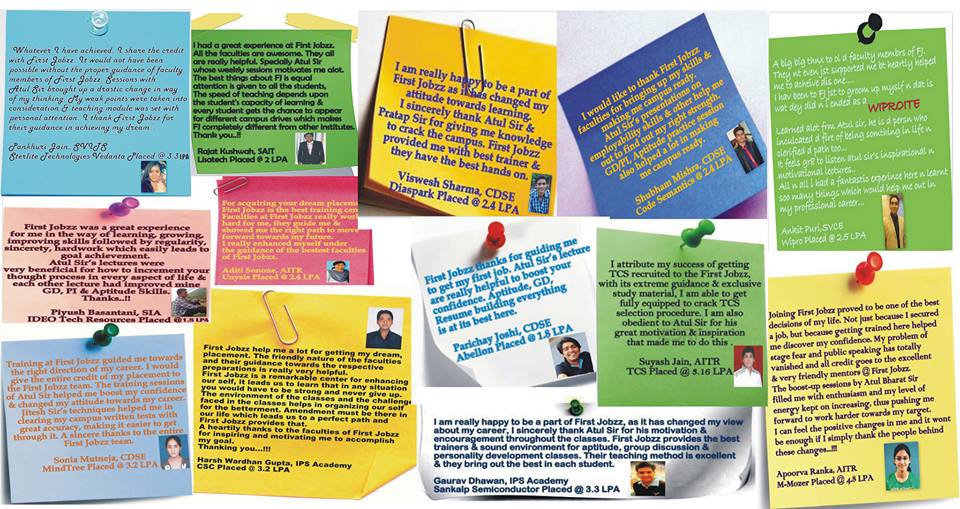 Whatever I have achieved, I share the credit
with First Jobzz. It would not have been
possible without the proper guidance of faculty
members of First Jobzz. Sessions with
Atul Sir brought up a drastic change in way
of my thinking. My weak points were taken into
consideration & teaching module was set with
personal attention. I thank First Jobzz for
their guidance in achieving my dream.
Pankhuri Jain, SVITS
Sterlite Technologies Vedanta Placed @ 3.3 LPA
I had a great experience at First Jobzz.
All the faculties are awesome. They all
are really helpful. Specially Atul Sir
whose weekly sessions motivates me alot.
The best things about FJ is equal
attention is given to all the students,
The speed of teaching depends upon
the student's capacity of learning &
every student gets the chance to appear
for different campus drives which makes
FJ completely different from other institutes.
Thank you...!!
Rajat Kushwah, SAIT
Lisatech Placed @ 2 LPA
I am really happy to be a part of
First Jobzz as it has changed my
attitude towards learning.
I sincerely thank Atul Sir &
Pratap Sir for giving me knowledge
to crack the campus. First Jobzz
provided me with best trainer &
they have the best hands on.
Viswesh Sharma, CDSE
Diaspark Placed @ 2.4 LPA
I would like to thank First Jobzz
faculties for bringing up my skills &
making me campus ready.
Atul Sir's presentations on
employability skills & other help me
out to find out my right strength.
GD/PI, Aptitude practice session
also helped a lot in making
me campus ready.
Shubham Mishra, CDSE
Code Semantics @ 2.4 LPA
A big big thnx to ol d faculty members of FJ.
They nt even jst supported me bt heartly helped
me to acheive dis one...
I hav been to FJ jst to groom up myslf n dat is
wat dey did n i ended as a WIPROITE
Learned alot frm Atul sir, he is d person who
inculcated d fire of being something in life n
clarified d path too...
It feels gr8 to listen atul sir's inspirational n
motivational lectures..
All n all I had a fantastic experince here n learnt
soo many things which would help me out in
my professional career...
Ankit Puri, SVCE
Wipro Placed @ 2.5 LPA
First Jobzz was a great experience
for me in the way of learning, growing,
improving skills followed by regularity,
sincerety, hardwork which easily leads to
goal achievement.
Atul Sir's lectures were
very beneficial for how to increment your
thought process in every aspect of life &
each other lecture had improved mine
GD, PI & Aptitude Skills.
Thanks..!!
Piyush Basantani, SIA
IDEO Tech Resources Placed @ 1.8 LPA
For acquiring your dream placeme
First Jobzz is the best training cen
Faculties at First Jobzz really work
hard for me, they guide me &
showed me the right path to move
forward towards my future.
I really enhanced myself under
the guidance of the bestest faculties
of First Jobzz.
Aditi Sonone, AITR
Unysis Placed @ 2.4 LPA
First Jobzz thanks for guiding me
to get my first job. Atul Sir's lecture
are really helpful to boost your
confidence. Aptitude, GD,
Resume building everything
is at its best here.
Parichay Joshi, CDSE
Abellon Placed @ 1.8 LPA
I attribute my success of getting
TCS recruited to the First Jobzz,
with its extreme guidance & exclusive
study material, I am able to get
fully equipped to crack TCS
selection procedure. I am also
obedient to Atul Sir for his
great motivation & inspiration
that made me to do this .
Suyash Jain, AITR
TCS Placed @ 3.16 LPA
Joining First Jobzz proved to be one of the best
decisions of my life. Not just because I secured
a job, but because getting trained here helped
me discover my confidence. My problem of
stage fear and public speaking has totally
vanished and all credit goes to the excellent
& very friendly mentors @ First Jobzz.
The boost-up sessions by Atul Bharat Sir
filled me with enthusiasm and my level of
energy kept on increasing, thus pushing me
forward to work harder towards my target.
I can feel the positive changes in me and it wont
be enough if I simply thank the people behind
these changes...!!!
Apoorva Ranka, AITR
M-Mozer Placed @ 4.8 LPA
Training at First Jobzz guided me towards
the right direction of my career. I would
give the entire credit of my placement to
the First Jobzz team. The training sessions
of Atul Sir helped me boost my confidence
& changed my attitude towards my career.
Jitesh Sir's techniques helped me in
clearing my campus written tests with
great accuracy, making it easier to get
through it. A sincere thanks to the entire
First Jobzz team.
Sonia Mutneja, CDSE
MindTree Placed @ 3.2 LPA
First Jobzz help me a lot for getting my dream,
placement. The friendly nature of the faculties
and their guidance towards the respective
preparations is really very helpful.
First Jobzz is a remarkable center for enhancing
our self, it leads us to learn that in any situation
you would have to be strong and never give up.
The environment of the classes and the challenges
faced in the classes helps in organizing our self
for the betterment. Amendment must be there in
our life which leads us to a perfect path and
First Jobzz provides that.
A heartily thanks to the faculties of First Jobzz
for inspiring and motivating me to accomplish
my goal,
Thanking you...!!!
Harsh Wardhan Gupta, IPS Academy
CSC Placed @ 3.2 LPA
I am really happy to be a part of First Jobzz, as it has changed my
view about my career. I sincerely thank Atul Sir for his motivation &
encouragement throughout the classes. First Jobzz provides the best
trainers & sound environment for aptitude, group discussion &
personality development classes. Their teaching method is excellent
& they bring out the best in each student.
Gaurav Dhawan, IPS Academy
Sankalp Semiconductor Placed @ 3.3 LPA